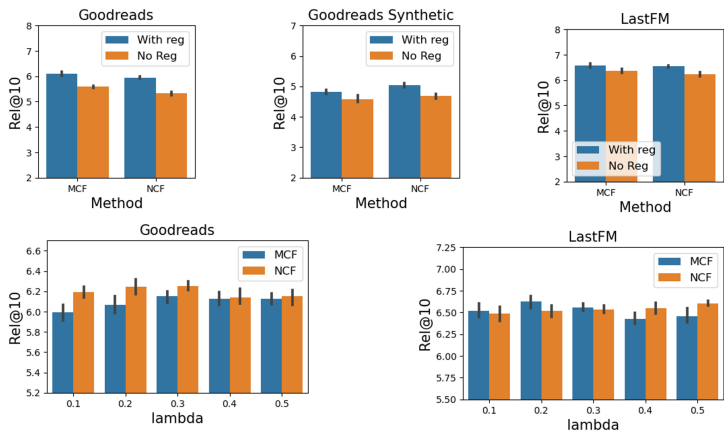 Goodreads
Rel@10
8
7
6
5
4
3
2
With reg
No Reg
MCF
NCF
Method
Goodreads Synthetic
Rel@10
7
6
5
4
3
2
With reg
No Reg
MCF
NCF
Method
LastFM
Rel@10
8
7
6
5
4
3
2
With reg
No Reg
MCF
NCF
Method
Goodreads
Rel@10
6.6
6.4
6.2
6.0
5.8
5.6
5.4
5.2
MCF
NCF
0.1 0.2 0.3 0.4 0.5
lambda
LastFM
Rel@10
7.25
7.00
6.75
6.50
6.25
6.00
5.75
5.50
MCF
NCF
0.1 0.2 0.3 0.4 0.5
lambda